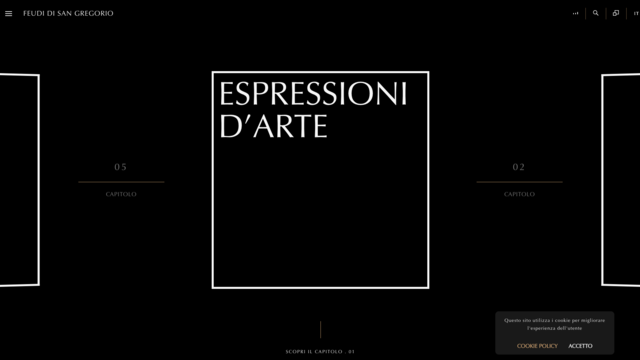 FEUDI DI SAN GREGORIO
IT
ESPRESSIONI
D'ARTE
05
CAPITOLO
02
CAPITOLO
Questo sito utilizza i cookie per migliorare
l'esperienza dell'utente
COOKIE POLICY
ACCETTO
SCOPRI IL CAPITOLO . 01